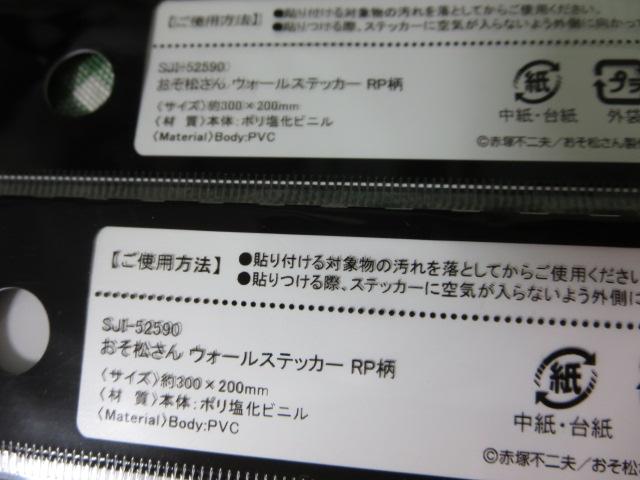 【ご使用方法】
●貼り付ける対象物の汚れを落としてからご使用ください。
●貼りつける際、ステッカーに空気が入らないよう外側に向かっ
SJI-52590
おそ松さん ウォールステッカー RP柄
〈サイズ〉約300×200mm
〈材 質〉本体:ポリ塩化ビニル
〈Material〉Body:PVC
紙
中紙・台紙
プラ
外袋
©赤塚不二夫/おそ松さん製作
【ご使用方法】
●貼り付ける対象物の汚れを落としてからご使用ください
●貼りつける際、ステッカーに空気が入らないよう外側に
SJI-52590
おそ松さん ウォールステッカー RP柄
〈サイズ〉約300×200mm
〈材 質〉本体:ポリ塩化ビニル
〈Material〉Body:PVC
紙
中紙・台紙
©赤塚不二夫/おそ松